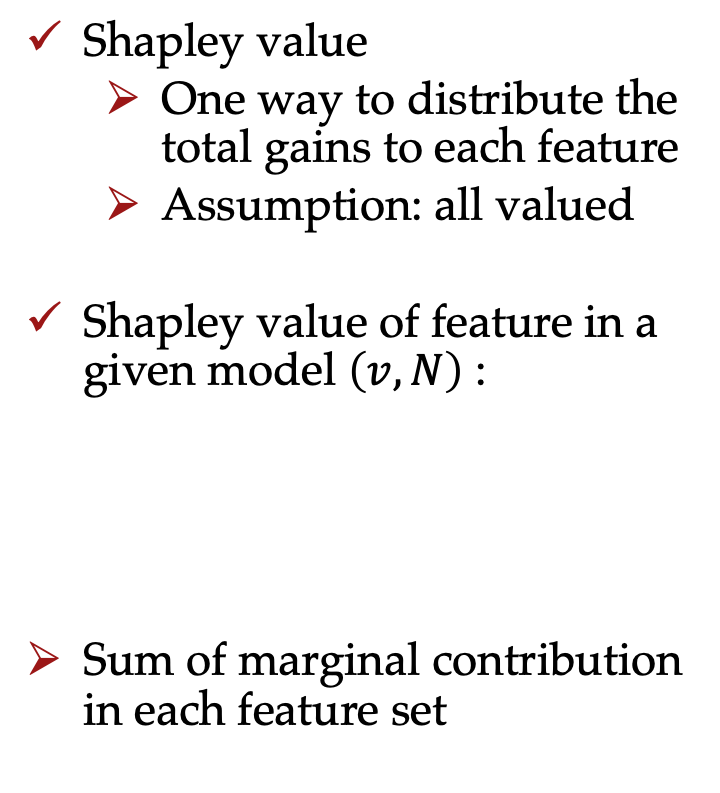 ✓ Shapley value
➢ One way to distribute the
total gains to each feature
➢ Assumption: all valued
✓ Shapley value of feature in a
given model (v, N) :
➢ Sum of marginal contribution
in each feature set